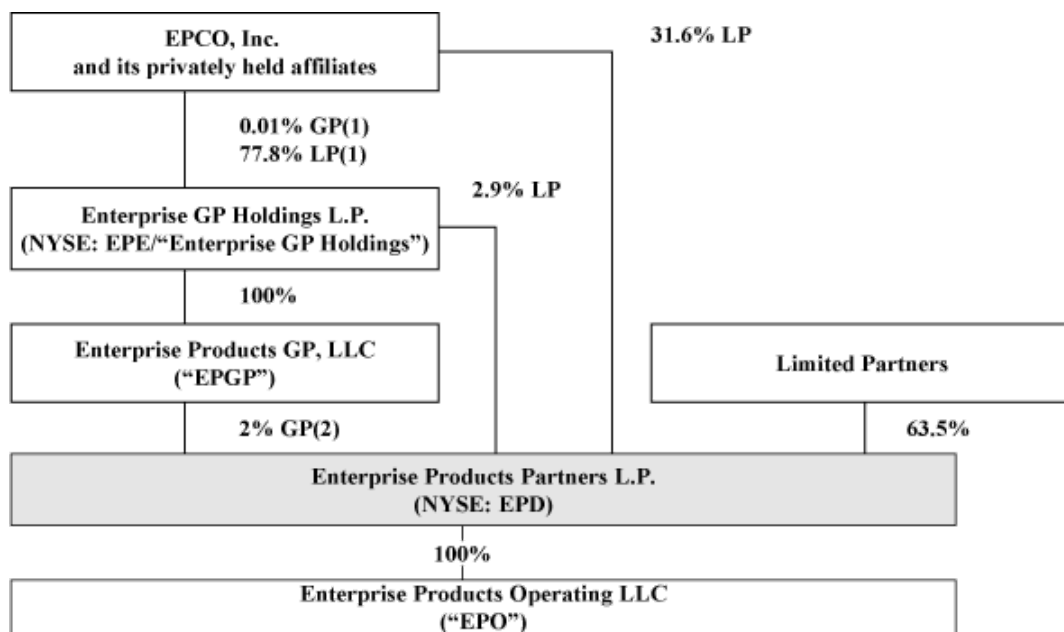 EPCO, Inc.
and its privately held affiliates
31.6% LP
0.01% GP(1)
77.8% LP(1)
2.9% LP
Enterprise GP Holdings L.P.
(NYSE: EPE/“Enterprise GP Holdings”)
100%
Enterprise Products GP, LLC
(“EPGP”)
Limited Partners
2% GP(2)
63.5%
Enterprise Products Partners L.P.
(NYSE: EPD)
100%
Enterprise Products Operating LLC
(“EPO”)